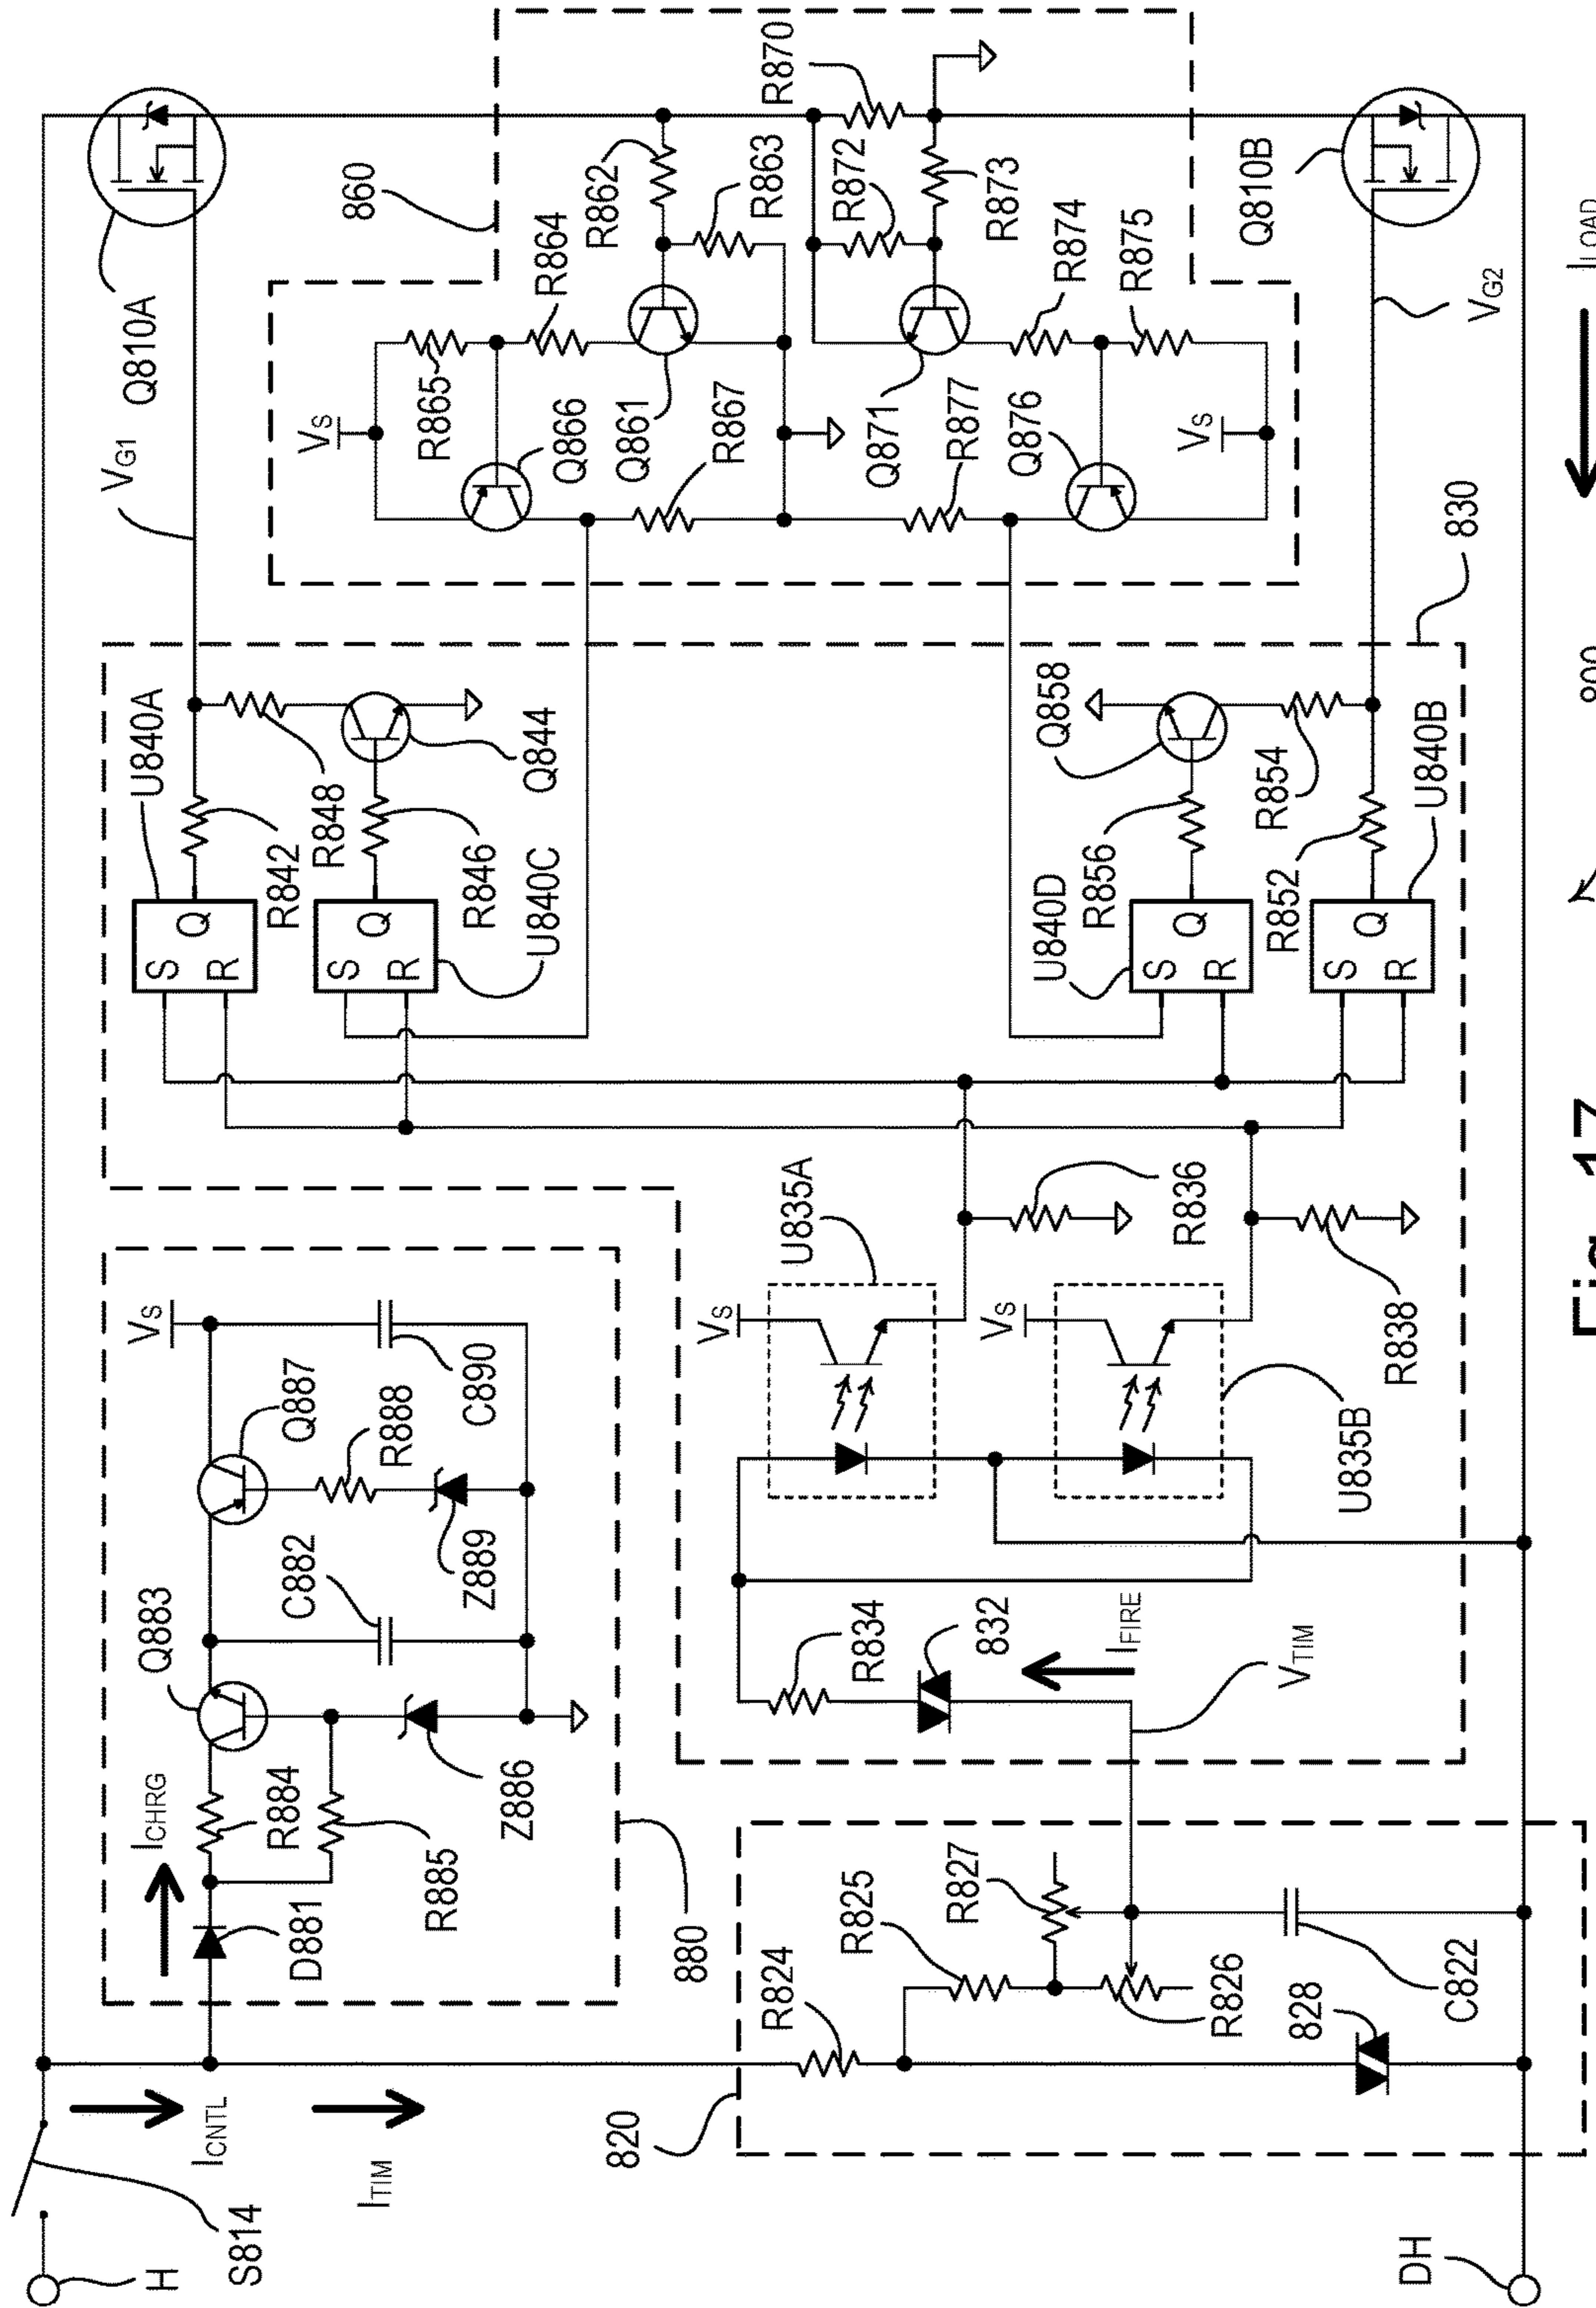 R870
860
R862
R863
R872
R873
R864
R874
R875
Q810A
Q810B
ILOAD
VG1
VS
R865
Q866
Q861
R867
Q871
R877
Q876
VS
VG2
830
U840A
R842
R848
Q844
R846
U840C
S
Q
R
S
Q
R
Q858
R854
R856
U840B
R852
U840D
S
Q
R
S
Q
R
U835A
R836
VS
VS
R838
U835B
VS
Q887
R888
C890
C882
Z889
Q883
R834
832
IFIRE
VTIM
ICHRG
R884
R885
Z886
D881
880
R824
R825
R827
R826
828
C822
820
ICNTL
ITIM
S814
H
DH